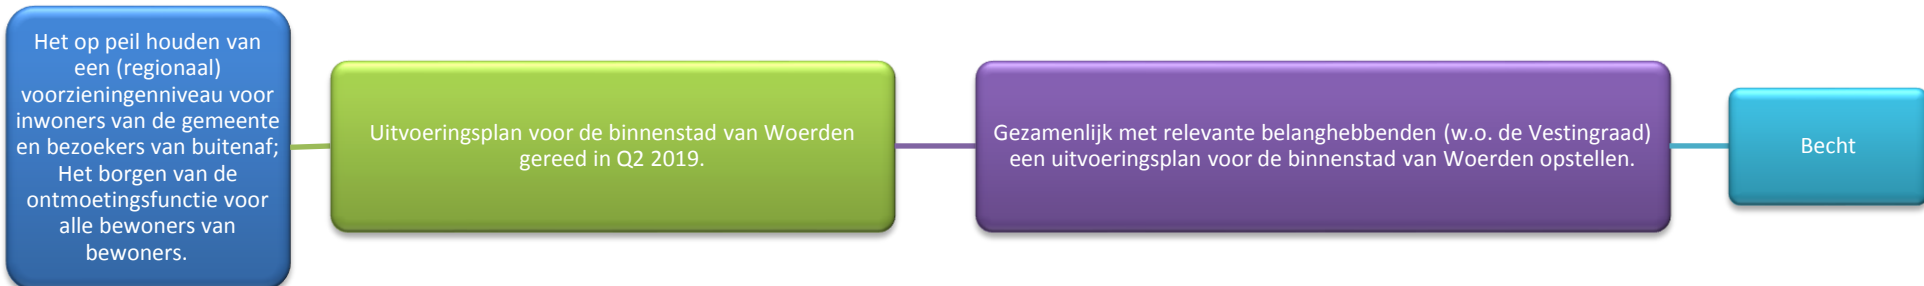 Het op peil houden van
een (regionaal)
voorzieningenniveau voor
inwoners van de gemeente
en bezoekers van buitenaf;
Het borgen van de
ontmoetingsfunctie voor
alle bewoners van
bewoners.
Uitvoeringsplan voor de binnenstad van Woerden
gereed in Q2 2019.
Gezamenlijk met relevante belanghebbenden (w.o. de Vestingraad)
een uitvoeringsplan voor de binnenstad van Woerden opstellen.
Becht